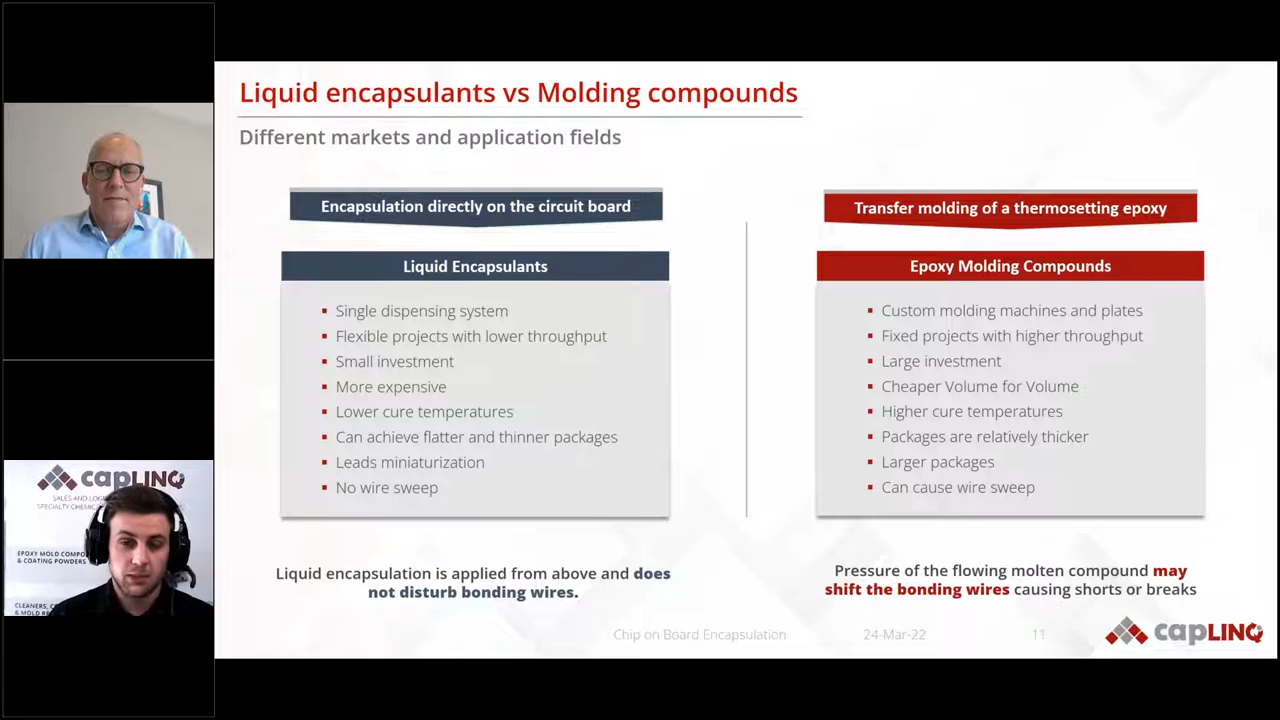 Liquid encapsulants vs Molding compounds
Different markets and application fields
Encapsulation directly on the circuit board
Liquid Encapsulants
Single dispensing system
Flexible projects with lower throughput
Small investment
More expensive
Lower cure temperatures
Can achieve flatter and thinner packages
Leads miniaturization
No wire sweep
Liquid encapsulation is applied from above and does
not disturb bonding wires.
Transfer molding of a thermosetting epoxy
Epoxy Molding Compounds
Custom molding machines and plates
Fixed projects with higher throughput
Large investment
Cheaper Volume for Volume
Higher cure temperatures
Packages are relatively thicker
Larger packages
Can cause wire sweep
Pressure of the flowing molten compound may
shift the bonding wires causing shorts or breaks
Chip on Board Encapsulation
24-Mar-22
11
capLINQ
capLINQ
SALES AND
SPECIALTY
EPOXY MOLD
& COATING POWDERS
CLEANERS,
& MOLD